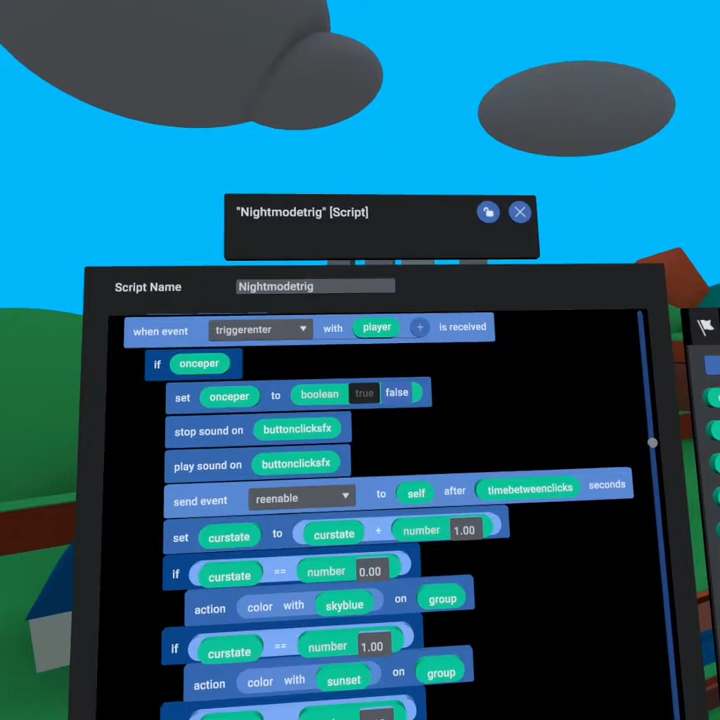 "Nightmodetrig" [Script]
Script Name Nightmodetrig
when event triggerenter with player + is received
if onceper
set onceper to boolean true false
stop sound on buttonclicksfx
play sound on buttonclicksfx
send event reenable to self after timebetweenclicks seconds
set curstate to curstate + number 1.00
if curstate == number 0.00
action color with skyblue on group
if curstate == number 1.00
action color with sunset on group